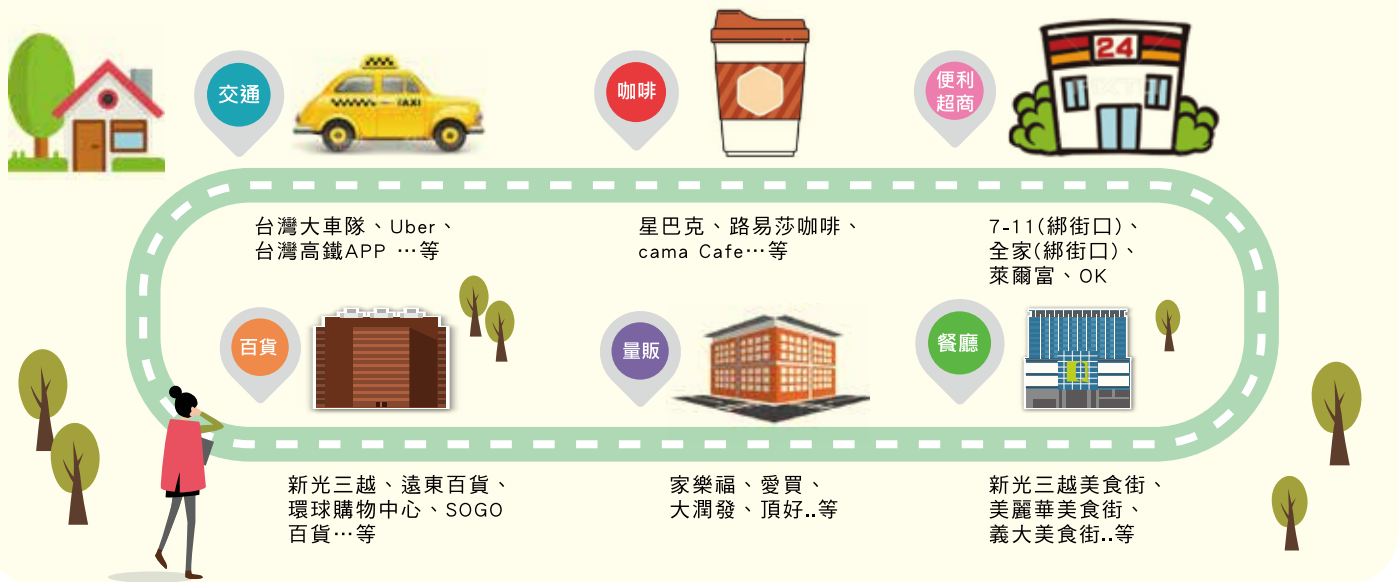 交通
TAXI
咖啡
便利
超商
24
台灣大車隊、Uber、
台灣高鐵APP …等
星巴克、路易莎咖啡、
cama Cafe…等
7-11(綁街口)、
全家(綁街口)、
萊爾富、OK
百貨
量販
餐廳
新光三越、遠東百貨、
環球購物中心、SOGO
百貨…等
家樂福、愛買、
大潤發、頂好..等
新光三越美食街、
美麗華美食街、
義大美食街..等